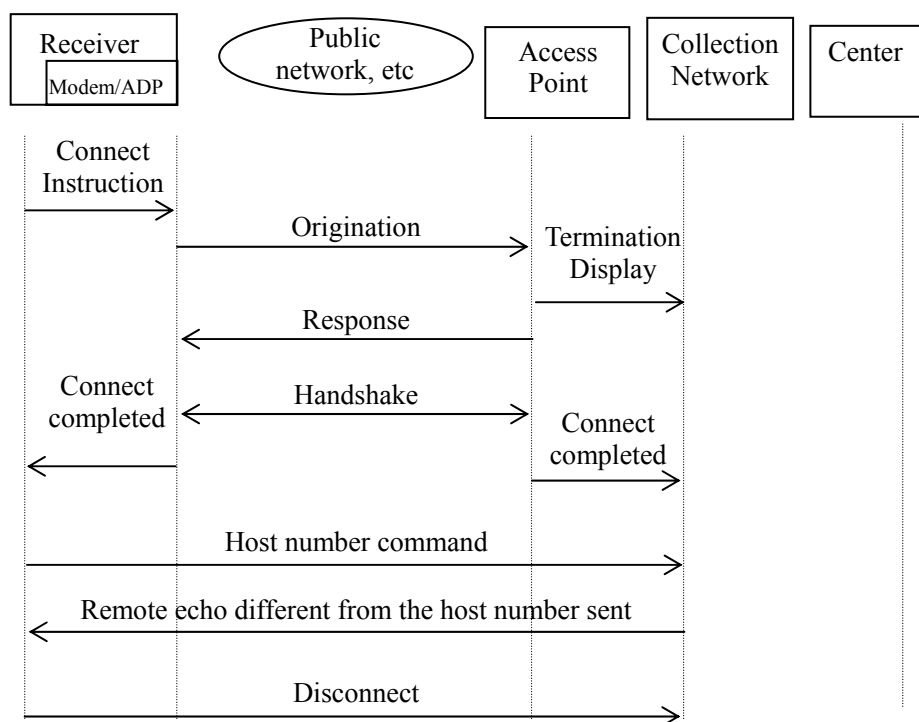 Receiver
Modem/ADP
Public
network, etc
Access
Point
Collection
Network
Center
Connect
Instruction
Origination
Termination
Display
Response
Connect
completed
Handshake
Connect
completed
Host number command
Remote echo different from the host number sent
Disconnect